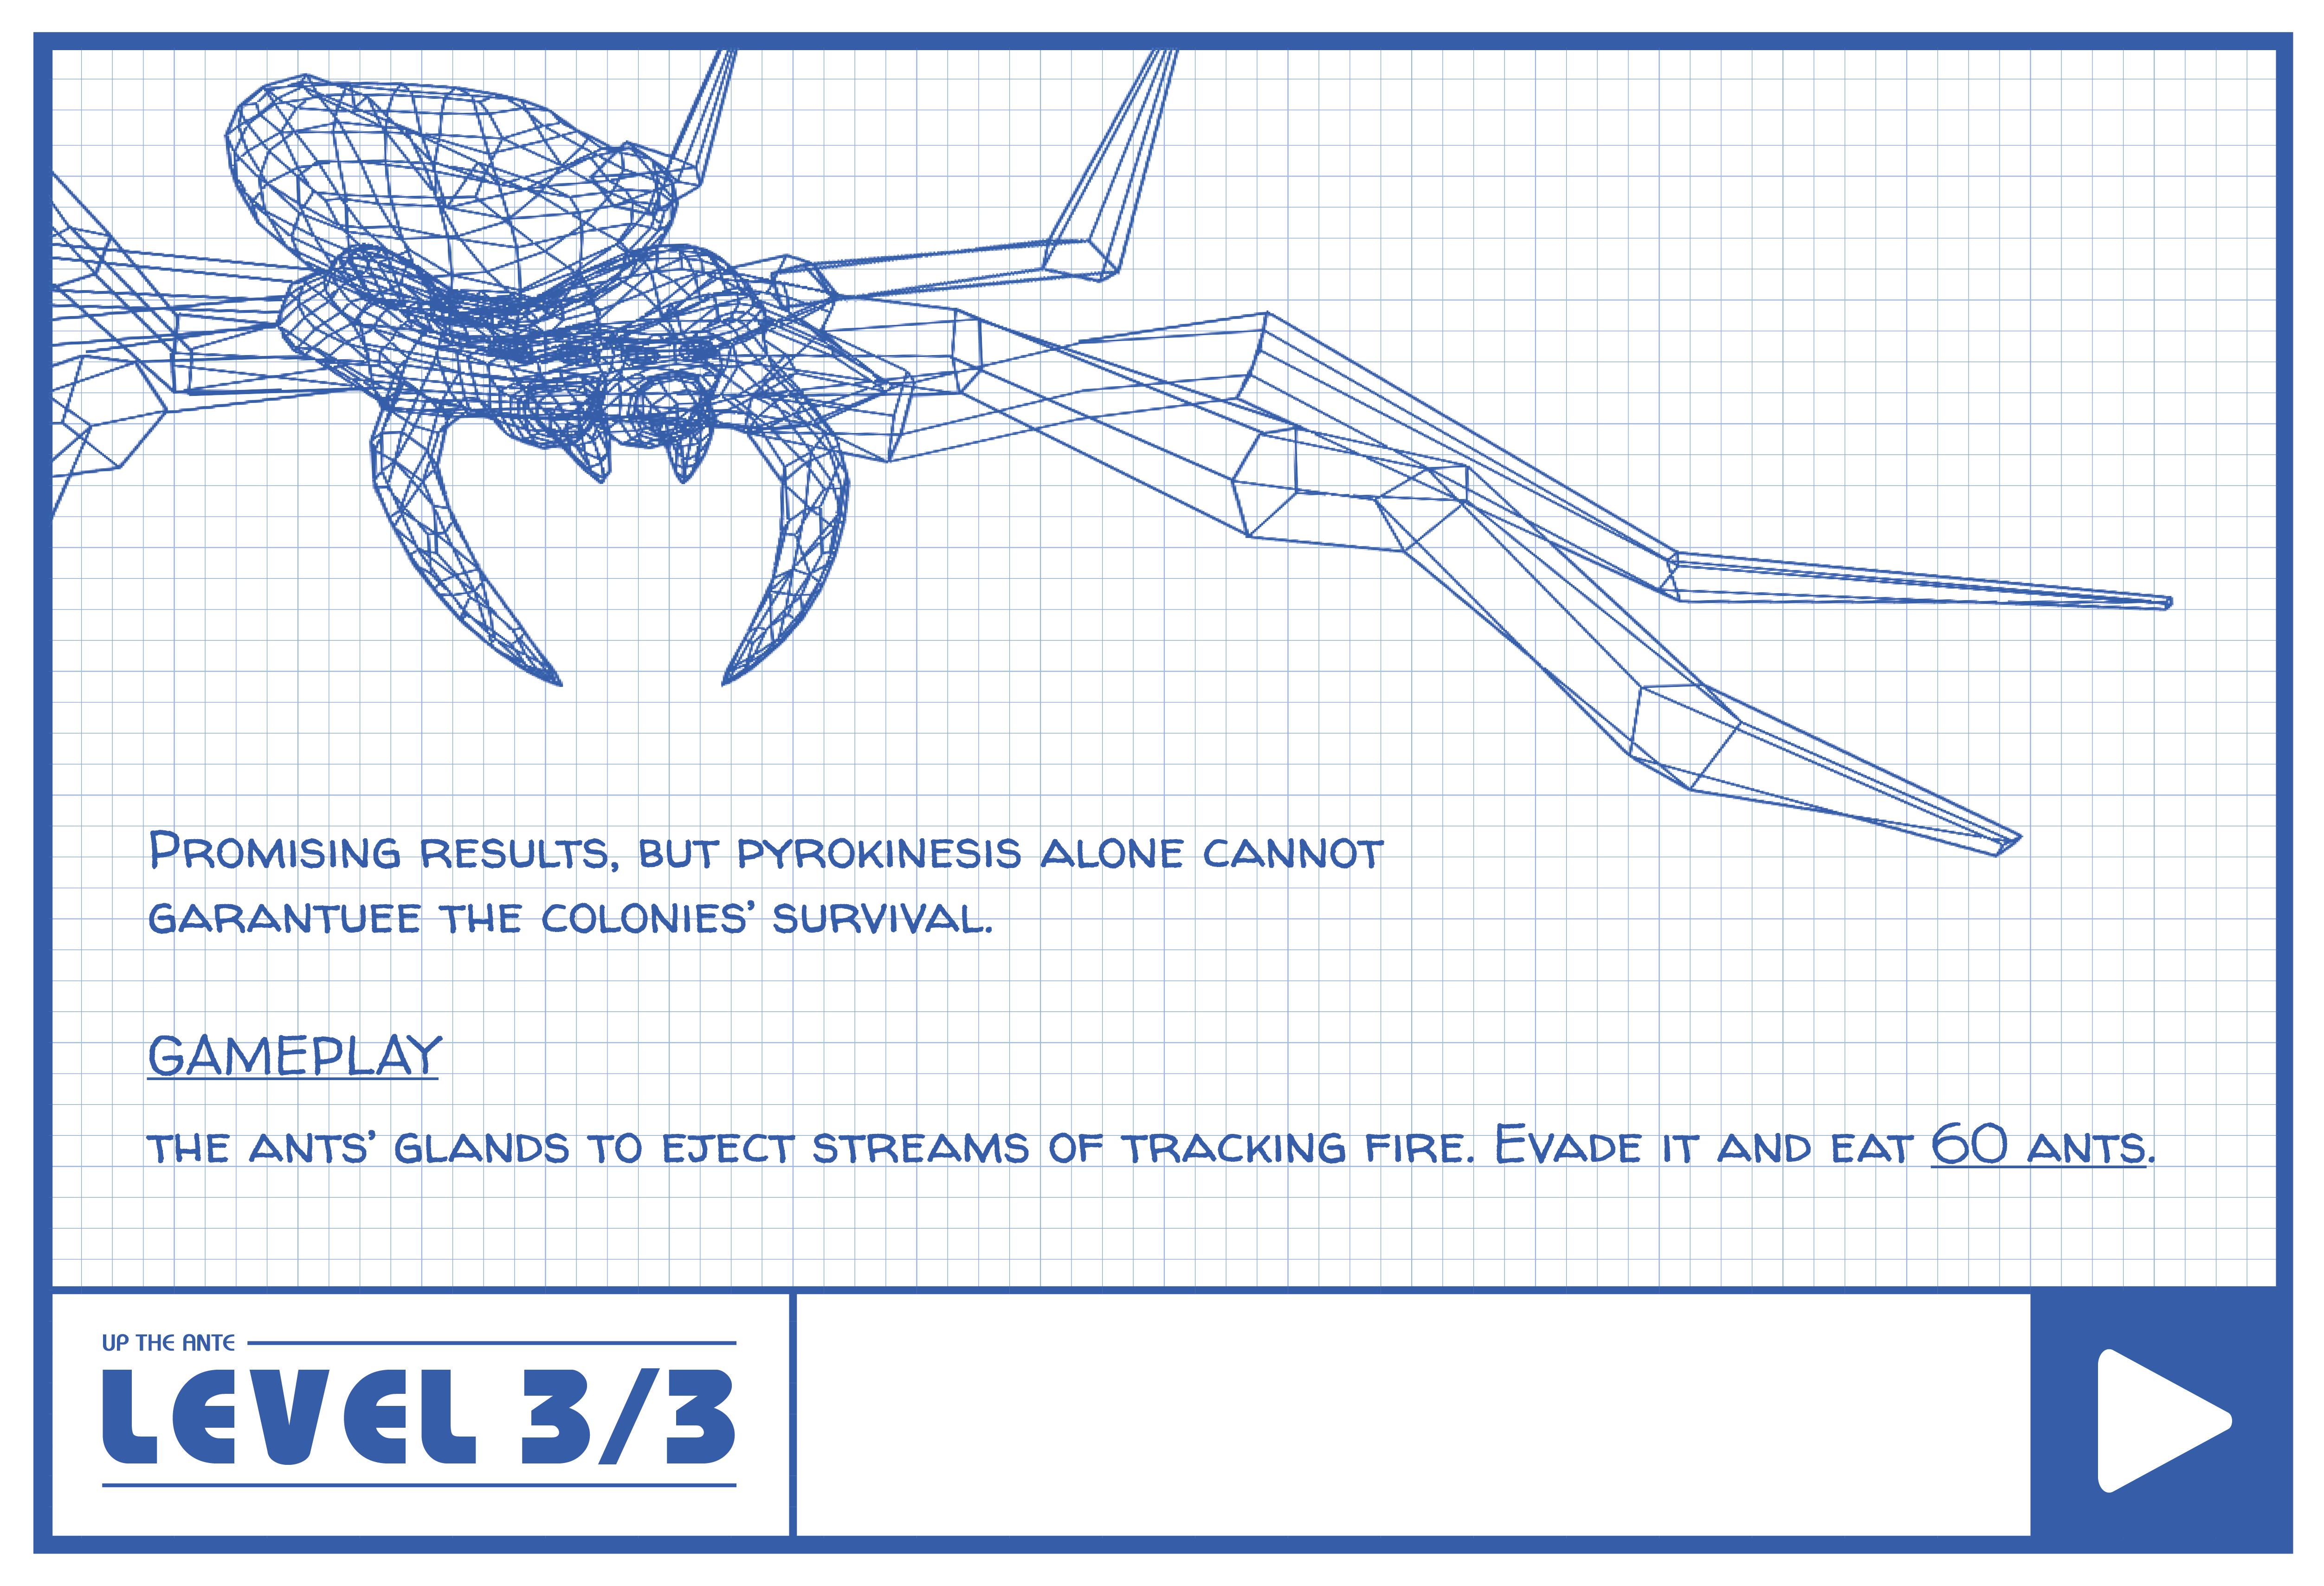 Promising results, but pyrokinesis alone cannot
garantuee the colonies' survival.
GAMEPLAY
the ants' glands to eject streams of tracking fire. Evade it and eat 60 ants.
UP THE ANTE
LEVEL 3/3